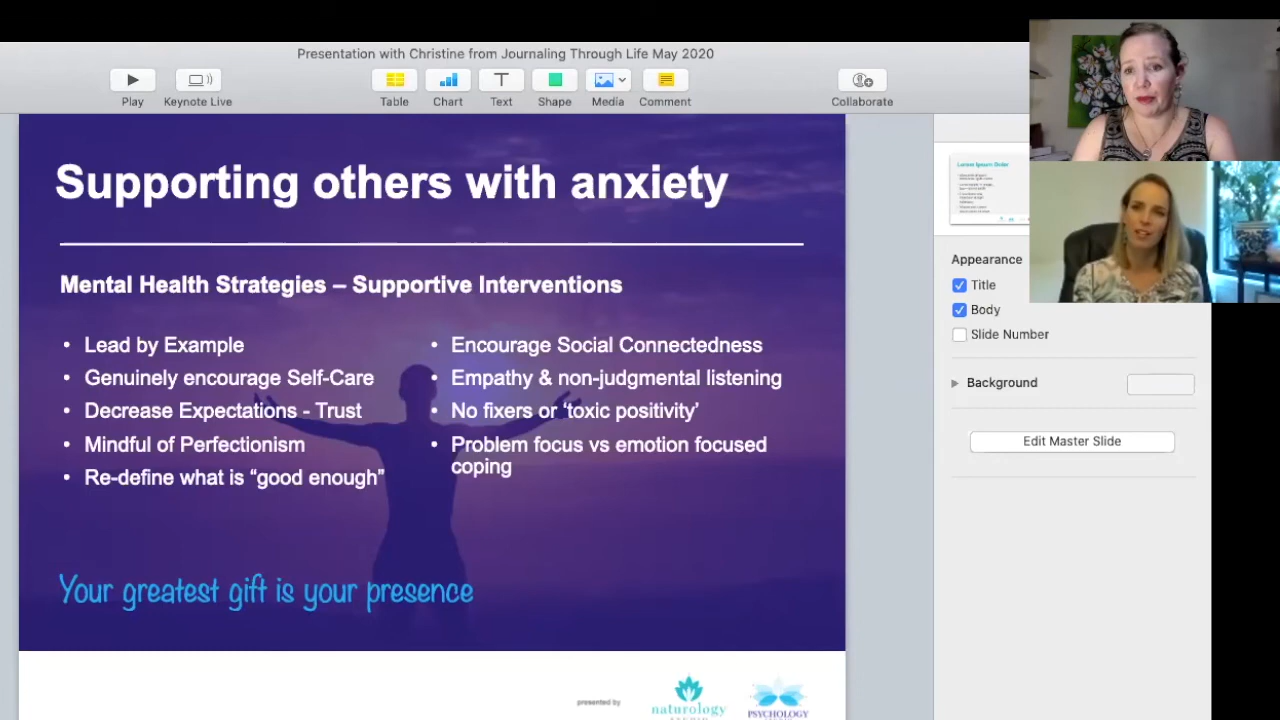 Presentation with Christine from Journaling Through Life May 2020
Play
Keynote Live
Table
Chart
Text
Shape
Media
Comment
Collaborate
Supporting others with anxiety
Mental Health Strategies – Supportive Interventions
• Lead by Example
• Genuinely encourage Self-Care
• Decrease Expectations - Trust
• Mindful of Perfectionism
• Re-define what is “good enough”
• Encourage Social Connectedness
• Empathy & non-judgmental listening
• No fixers or ‘toxic positivity’
• Problem focus vs emotion focused
coping
Your greatest gift is your presence
presented by
naturology
PSYCHOLOGY
Lorem Ipsum Dolor
Appearance
Title
Body
Slide Number
Background
Edit Master Slide